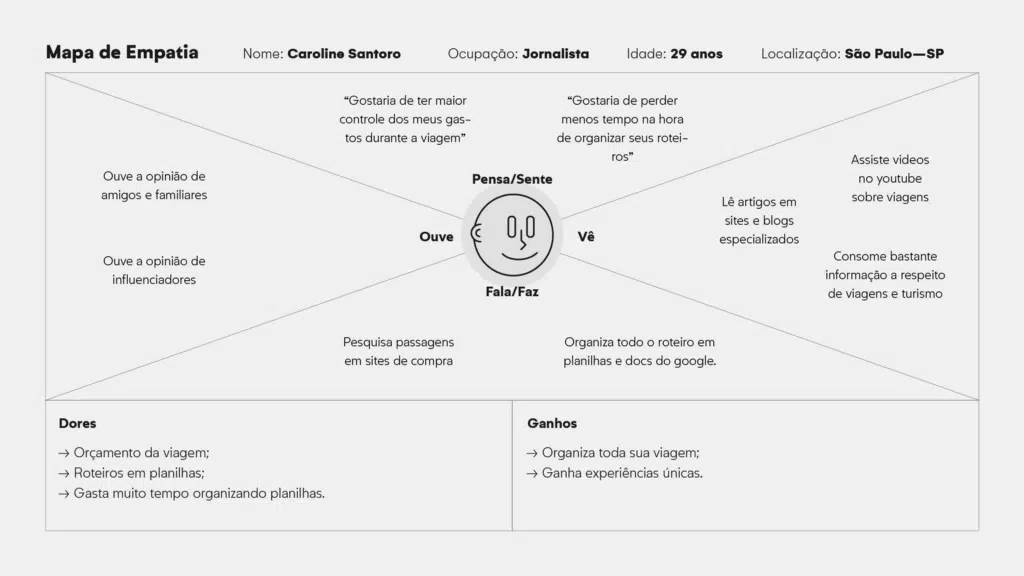 Mapa de Empatia
Nome: Caroline Santoro
Ocupação: Jornalista
Idade: 29 anos
Localização: São Paulo—SP
“Gostaria de ter maior
controle dos meus gas-
tos durante a viagem”
“Gostaria de perder
menos tempo na hora
de organizar seus rotei-
ros”
Pensa/Sente
Ouve a opinião de
amigos e familiares
Ouve a opinião de
influenciadores
Ouve
Vê
Lê artigos em
sites e blogs
especializados
Assiste videos
no youtube
sobre viagens
Consome bastante
informação a respeito
de viagens e turismo
Fala/Faz
Pesquisa passagens
em sites de compra
Organiza todo o roteiro em
planilhas e docs do google.
Dores
→ Orçamento da viagem;
→ Roteiros em planilhas;
→ Gasta muito tempo organizando planilhas.
Ganhos
→ Organiza toda sua viagem;
→ Ganha experiências únicas.